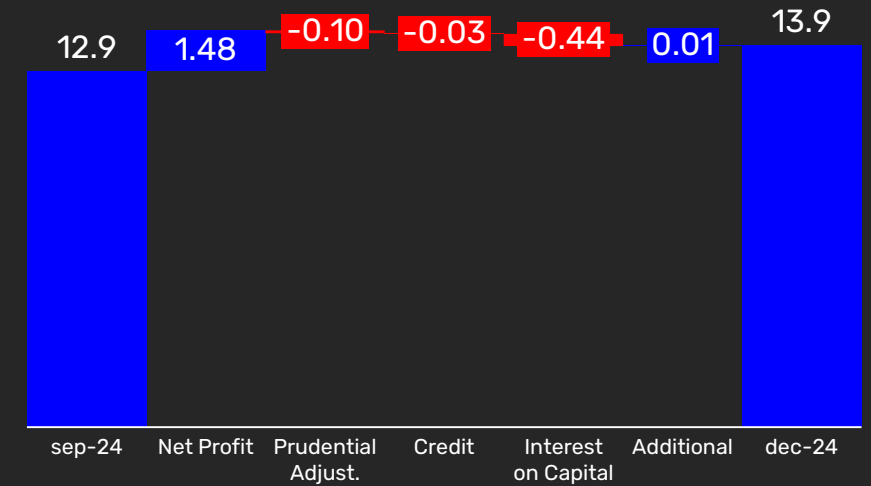 12.9
1.48
-0.10
-0.03
-0.44
0.01
13.9
sep-24
Net Profit
Prudential
Adjust.
Credit
Interest
on Capital
Additional
dec-24